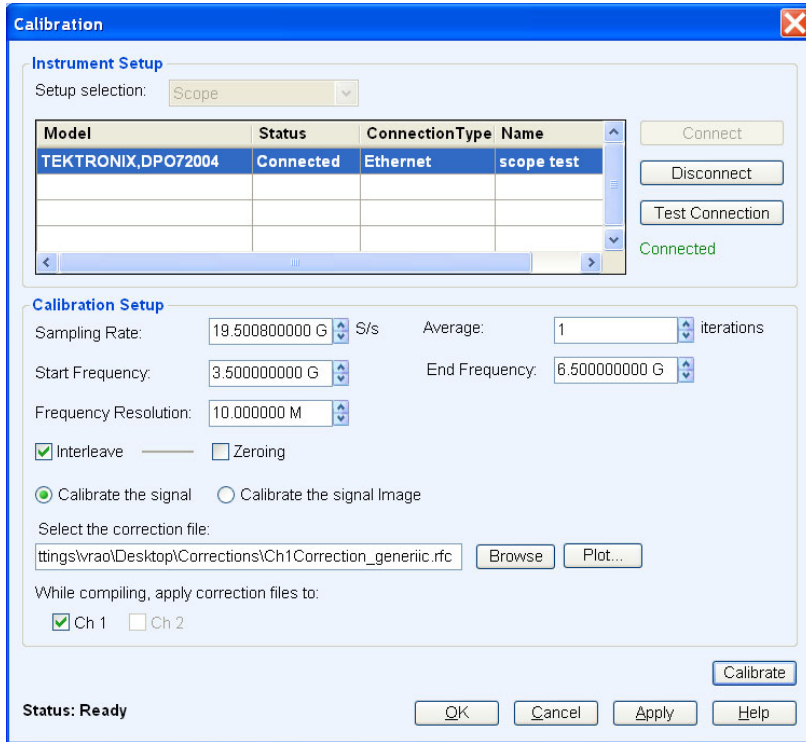 Calibration
Instrument Setup
Setup selection: Scope
Model Status ConnectionType Name
Connect
TEKTRONIX,DPO72004 Connected Ethernet scope test
Disconnect
Test Connection
Connected
Calibration Setup
Sampling Rate: 19.500800000 G S/s Average: 1 iterations
Start Frequency: 3.500000000 G End Frequency: 6.500000000 G
Frequency Resolution: 10.000000 M
Interleave Zeroing
Calibrate the signal Calibrate the signal Image
Select the correction file:
ttings\vrao\Desktop\Corrections\Ch1Correction_generiic.rfc Browse Plot...
While compiling, apply correction files to:
Ch 1 Ch 2
Calibrate
Status: Ready OK Cancel Apply Help